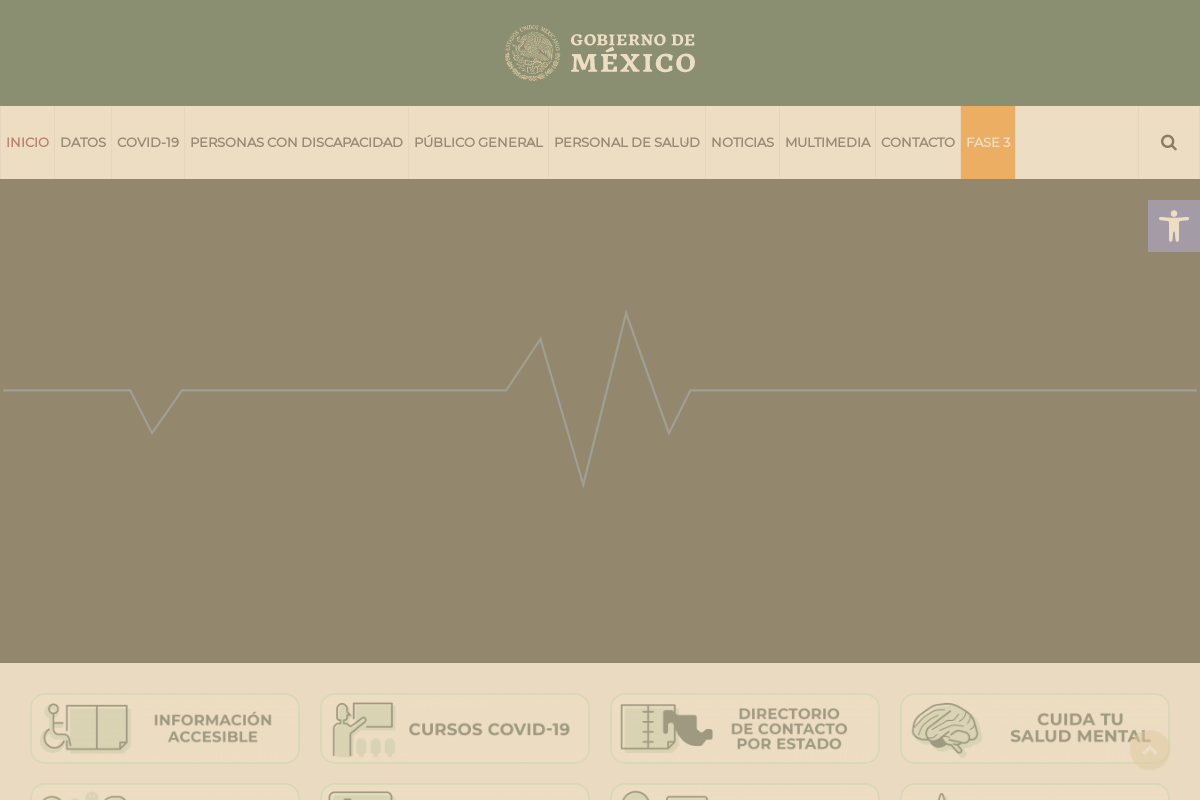 GOBIERNO DE
MÉXICO
INICIO DATOS COVID-19 PERSONAS CON DISCAPACIDAD PÚBLICO GENERAL PERSONAL DE SALUD NOTICIAS MULTIMEDIA CONTACTO FASE 3
INFORMACIÓN
ACCESIBLE
CURSOS COVID-19
DIRECTORIO
DE CONTACTO
POR ESTADO
CUIDA TU
SALUD MENTAL